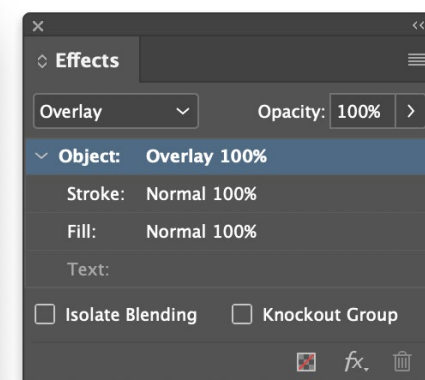 Effects
Overlay Opacity: 100%
Object: Overlay 100%
Stroke: Normal 100%
Fill: Normal 100%
Text:
Isolate Blending Knockout Group
fx.